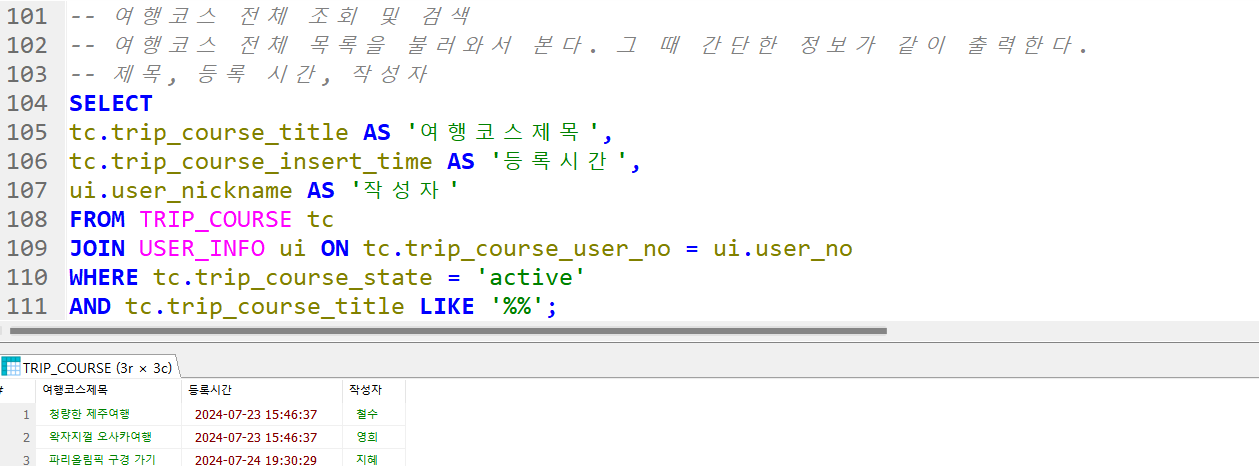 101 -- 여행코스 전체 조회 및 검색
102 -- 여행코스 전체 목록을 불러와서 본다. 그 때 간단한 정보가 같이 출력한다.
103 -- 제목, 등록 시간, 작성자
104 SELECT
105 tc.trip_course_title AS '여행코스제목',
106 tc.trip_course_insert_time AS '등록시간',
107 ui.user_nickname AS '작성자'
108 FROM TRIP_COURSE tc
109 JOIN USER_INFO ui ON tc.trip_course_user_no = ui.user_no
110 WHERE tc.trip_course_state = 'active'
111 AND tc.trip_course_title LIKE '%%';
TRIP_COURSE (3r × 3c)
# 여행코스제목 등록시간 작성자
1 청량한 제주여행 2024-07-23 15:46:37 철수
2 왁자지껄 오사카여행 2024-07-23 15:46:37 영희
3 파리올림픽 구경 가기 2024-07-24 19:30:29 지혜